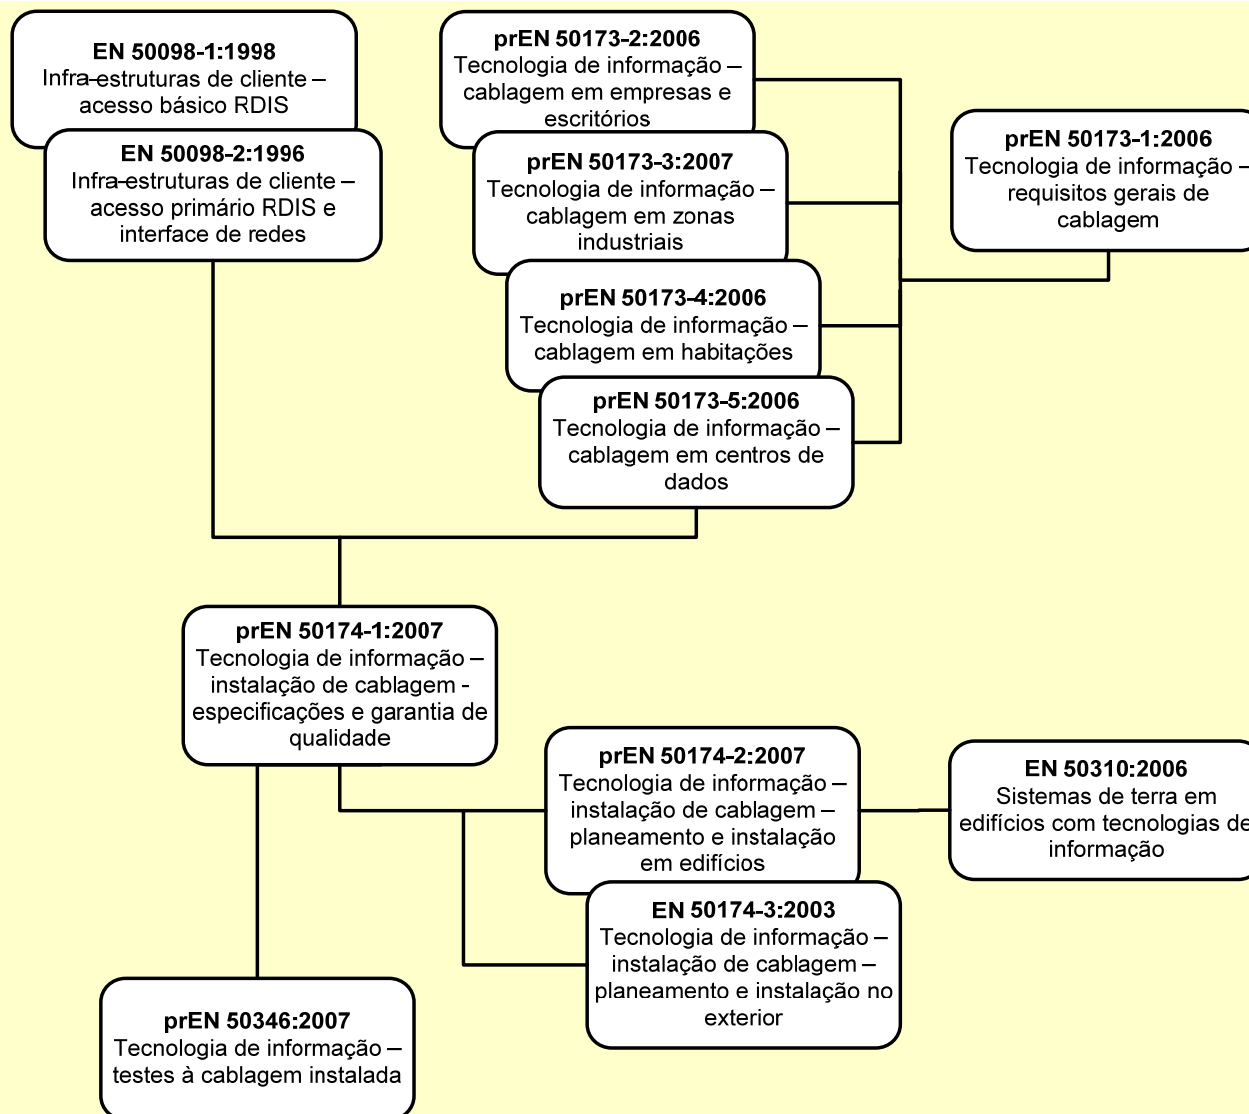 EN 50098-1:1998
Infra-estruturas de cliente –
acesso básico RDIS
EN 50098-2:1996
Infra-estruturas de cliente –
acesso primário RDIS e
interface de redes
prEN 50173-2:2006
Tecnologia de informação –
cablagem em empresas e
escritórios
prEN 50173-3:2007
Tecnologia de informação –
cablagem em zonas
industriais
prEN 50173-4:2006
Tecnologia de informação –
cablagem em habitações
prEN 50173-5:2006
Tecnologia de informação –
cablagem em centros de
dados
prEN 50173-1:2006
Tecnologia de informação –
requisitos gerais de
cablagem
prEN 50174-1:2007
Tecnologia de informação –
instalação de cablagem -
especificações e garantia de
qualidade
prEN 50174-2:2007
Tecnologia de informação –
instalação de cablagem –
planeamento e instalação
em edifícios
EN 50310:2006
Sistemas de terra em
edifícios com tecnologias de
informação
EN 50174-3:2003
Tecnologia de informação –
instalação de cablagem –
planeamento e instalação no
exterior
prEN 50346:2007
Tecnologia de informação –
testes à cablagem instalada